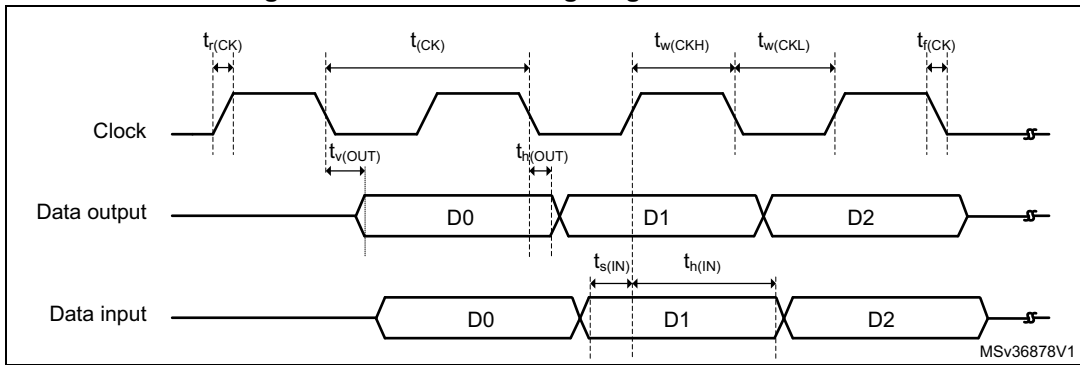 t_r(CK) t_(CK) t_w(CKH) t_w(CKL) t_f(CK)
Clock
t_v(OUT) t_h(OUT)
Data output D0 D1 D2
t_s(IN) t_h(IN)
Data input D0 D1 D2
MSv36878V1